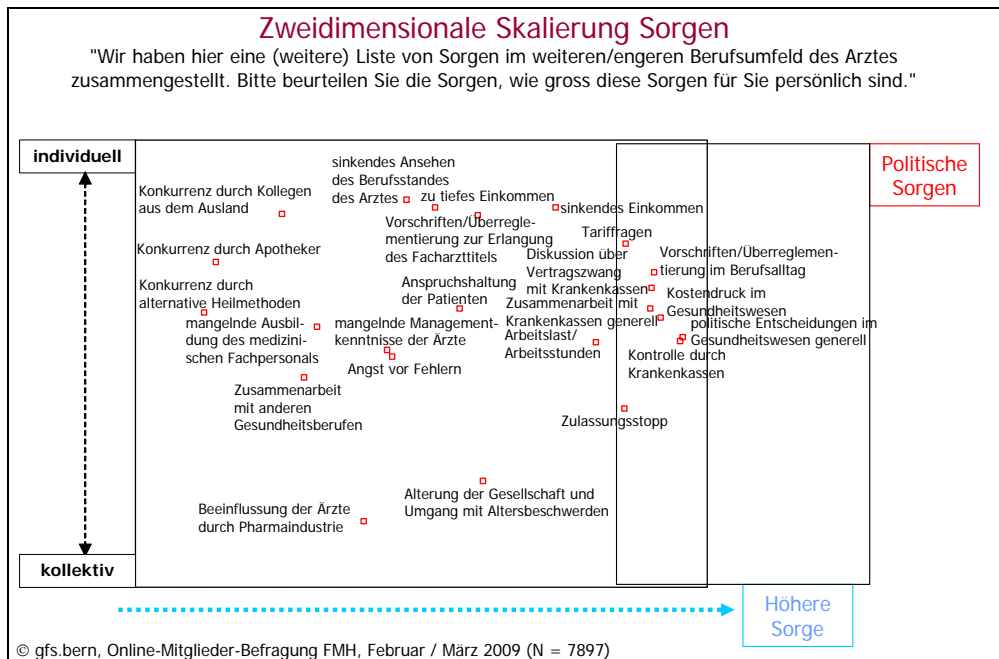 Zweidimensionale Skalierung Sorgen
"Wir haben hier eine (weitere) Liste von Sorgen im weiteren/engeren Berufsumfeld des Arztes
zusammengestellt. Bitte beurteilen Sie die Sorgen, wie gross diese Sorgen für Sie persönlich sind."
individuell
Politische
Sorgen
sinkendes Ansehen
des Berufsstandes
des Arztes
zu tiefes Einkommen
sinkendes Einkommen
Konkurrenz durch Kollegen
aus dem Ausland
Vorschriften/Überregle-
mentierung zur Erlangung
des Facharzttitels
Tariffragen
Konkurrenz durch Apotheker
Diskussion über
Vertragszwang
mit Krankenkassen
Vorschriften/Überreglemen-
tierung im Berufsalltag
Konkurrenz durch
alternative Heilmethoden
Anspruchshaltung
der Patienten
Zusammenarbeit mit
Krankenkassen generell
Kostendruck im
Gesundheitswesen
mangelnde Ausbil-
dung des medizini-
schen Fachpersonals
mangelnde Management-
kenntnisse der Ärzte
Arbeitslast/
Arbeitsstunden
politische Entscheidungen im
Gesundheitswesen generell
Angst vor Fehlern
Kontrolle durch
Krankenkassen
Zusammenarbeit
mit anderen
Gesundheitsberufen
Zulassungsstopp
Alterung der Gesellschaft und
Umgang mit Altersbeschwerden
Beeinflussung der Ärzte
durch Pharmaindustrie
kollektiv
Höhere
Sorge
© gfs.bern, Online-Mitglieder-Befragung FMH, Februar / März 2009 (N = 7897)